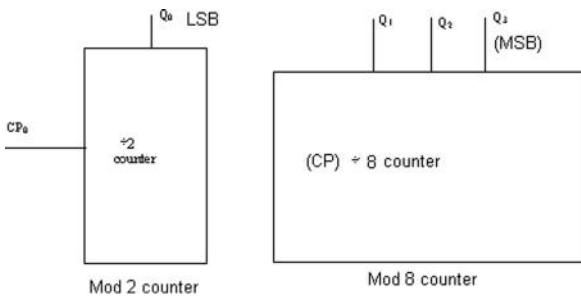 Q₀ LSB
CP₀
÷2
counter
Mod 2 counter
Q₁ Q₂ Q₃
(MSB)
(CP) ÷ 8 counter
Mod 8 counter